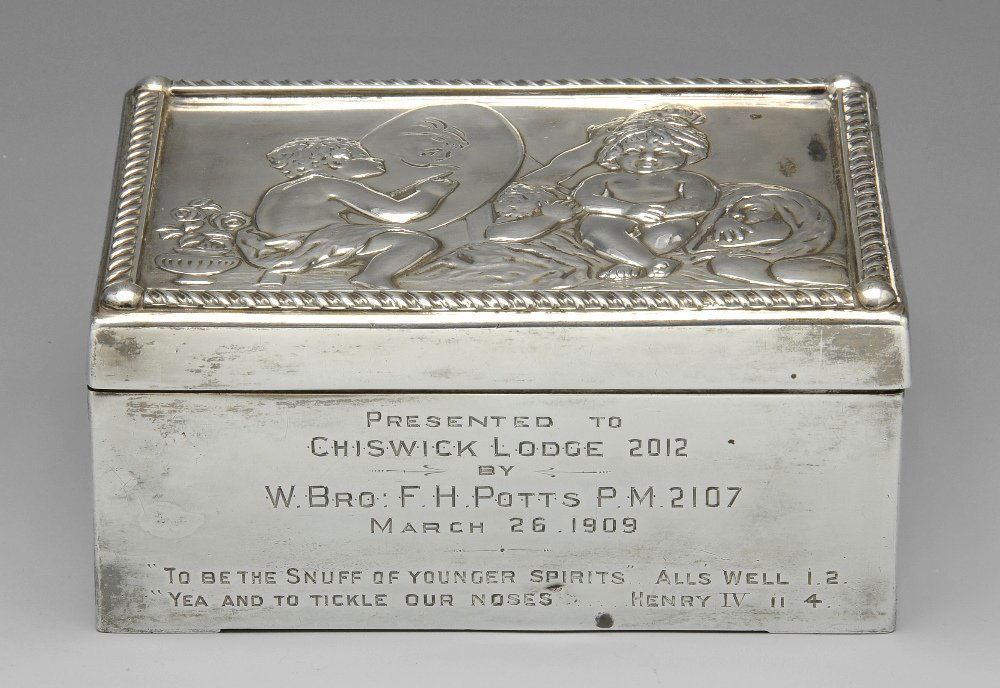 PRESENTED TO
CHISWICK LODGE 2012
BY
W. BRO: F. H. POTTS P. M. 2107
MARCH 26. 1909
"TO BE THE SNUFF OF YOUNGER SPIRITS" ALLS WELL 1. 2.
"YEA AND TO TICKLE OUR NOSES" HENRY IV II 4.